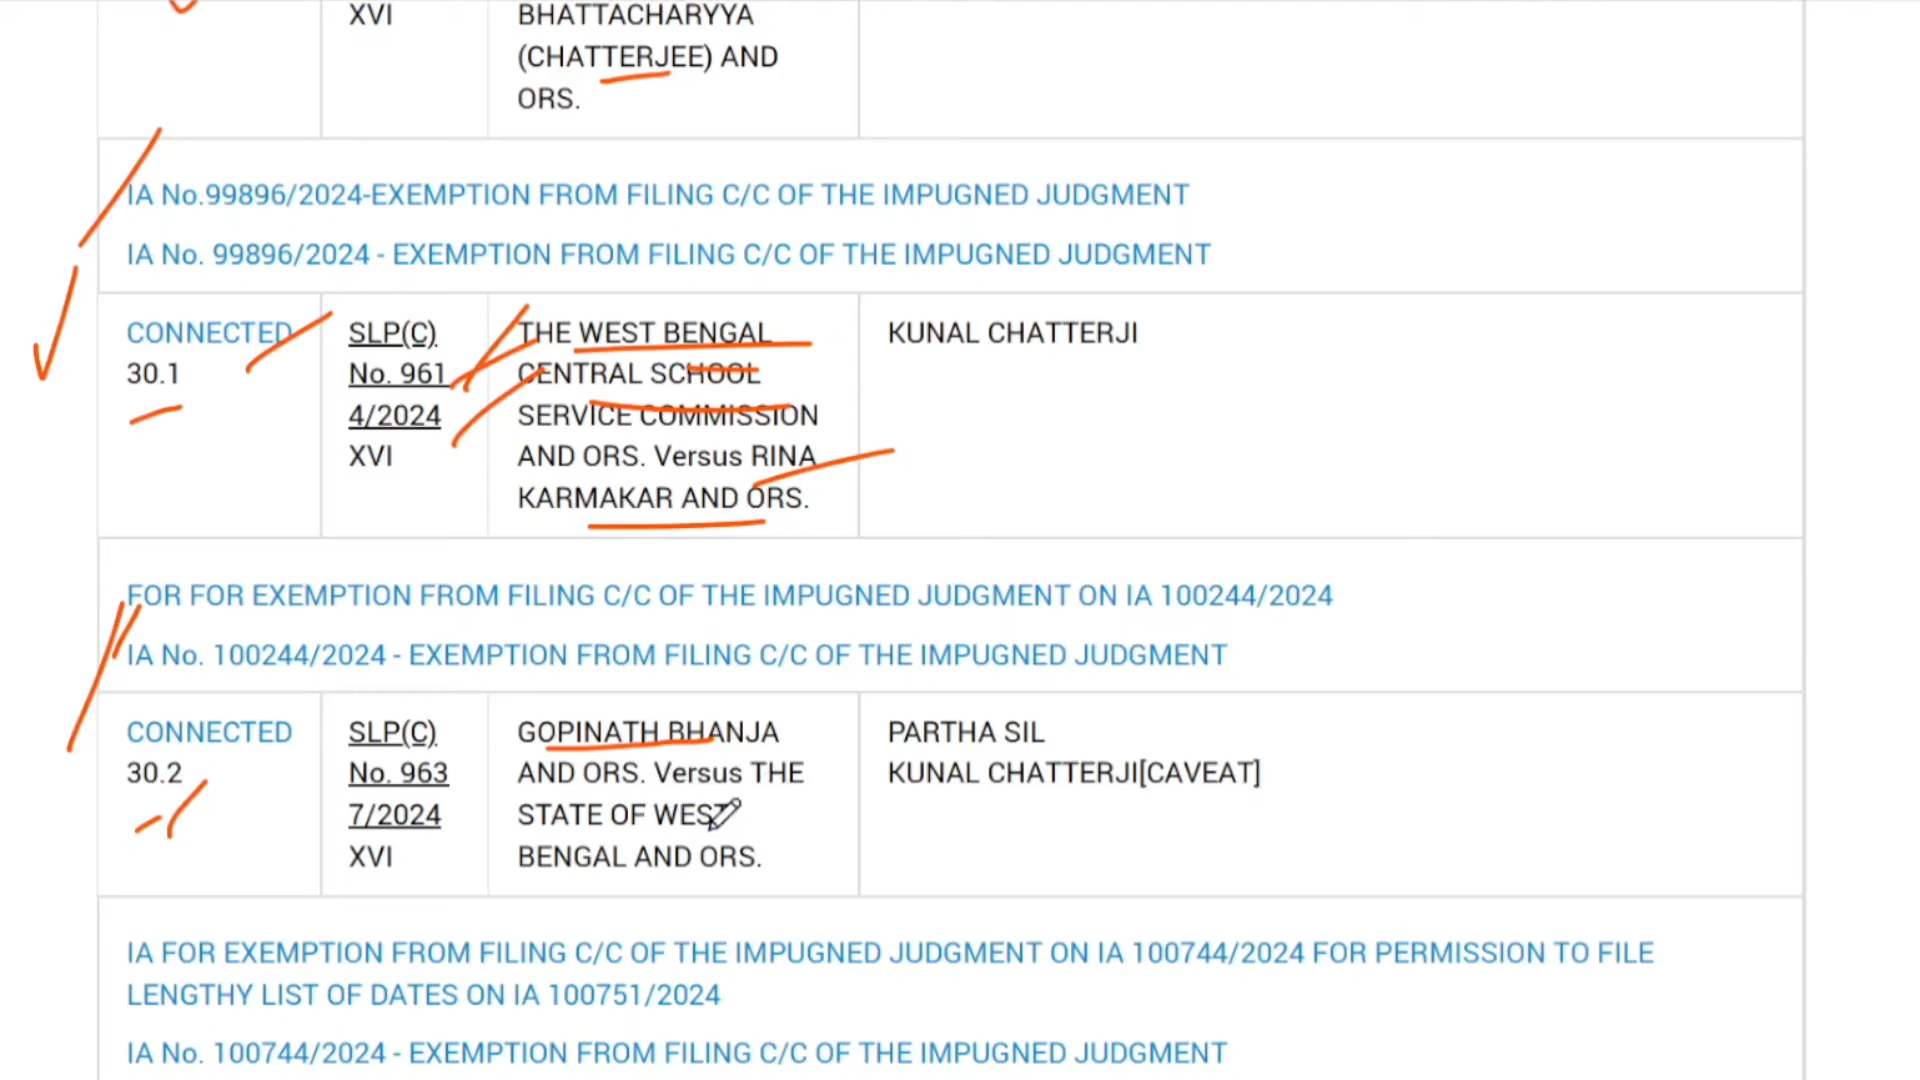 XVI
BHATTACHARYYA
(CHATTERJEE) AND
ORS.
IA No.99896/2024-EXEMPTION FROM FILING C/C OF THE IMPUGNED JUDGMENT
IA No. 99896/2024 - EXEMPTION FROM FILING C/C OF THE IMPUGNED JUDGMENT
CONNECTED
30.1
SLP(C)
No. 961
4/2024
XVI
THE WEST BENGAL
CENTRAL SCHOOL
SERVICE COMMISSION
AND ORS. Versus RINA
KARMAKAR AND ORS.
KUNAL CHATTERJI
FOR FOR EXEMPTION FROM FILING C/C OF THE IMPUGNED JUDGMENT ON IA 100244/2024
IA No. 100244/2024 - EXEMPTION FROM FILING C/C OF THE IMPUGNED JUDGMENT
CONNECTED
30.2
SLP(C)
No. 963
7/2024
XVI
GOPINATH BHANJA
AND ORS. Versus THE
STATE OF WEST
BENGAL AND ORS.
PARTHA SIL
KUNAL CHATTERJI[CAVEAT]
IA FOR EXEMPTION FROM FILING C/C OF THE IMPUGNED JUDGMENT ON IA 100744/2024 FOR PERMISSION TO FILE
LENGTHY LIST OF DATES ON IA 100751/2024
IA No. 100744/2024 - EXEMPTION FROM FILING C/C OF THE IMPUGNED JUDGMENT